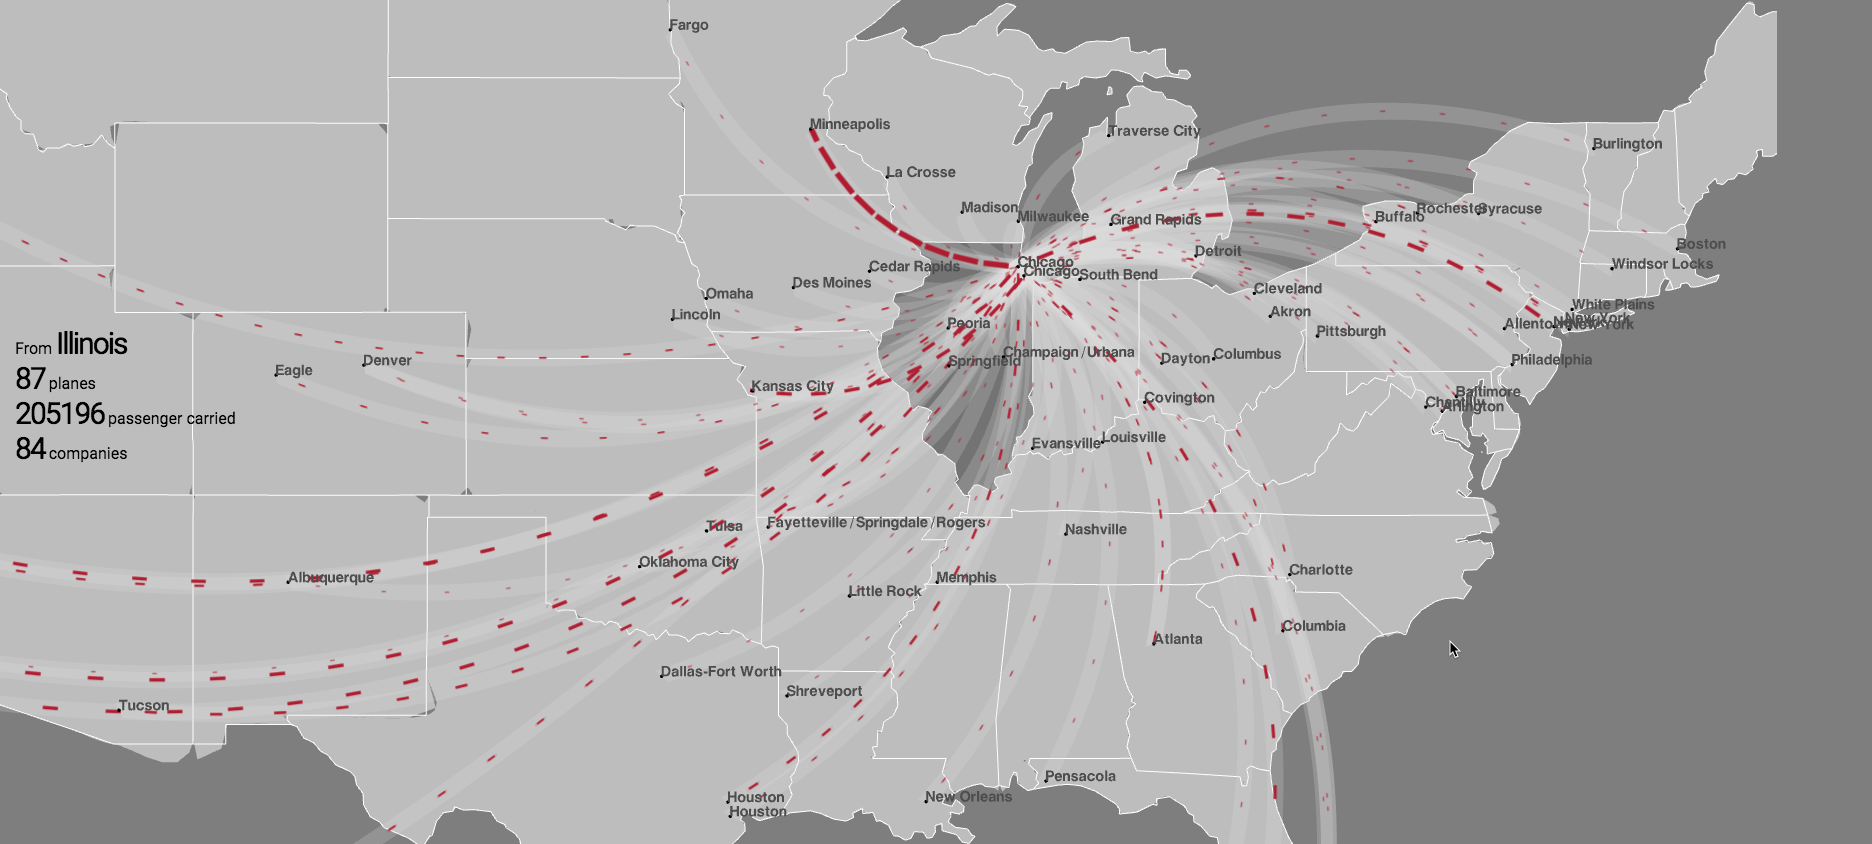 Fargo
Minneapolis
Traverse City
Burlington
La Crosse
Madison
Milwaukee
Grand Rapids
Buffalo
Rochester
Syracuse
Boston
Detroit
Windsor Locks
Chicago
Chicago
South Bend
Cedar Rapids
Des Moines
Cleveland
Omaha
Lincoln
Akron
White Plains
New York
New York
Peoria
Pittsburgh
Philadelphia
From Illinois
87 planes
205196 passenger carried
84 companies
Denver
Eagle
Champaign/Urbana
Springfield
Dayton
Columbus
Kansas City
Covington
Baltimore
Arlington
Evansville
Louisville
Tulsa
Fayetteville/Springdale/Rogers
Nashville
Oklahoma City
Albuquerque
Memphis
Little Rock
Charlotte
Columbia
Atlanta
Dallas-Fort Worth
Shreveport
Tucson
Pensacola
Houston
Houston
New Orleans